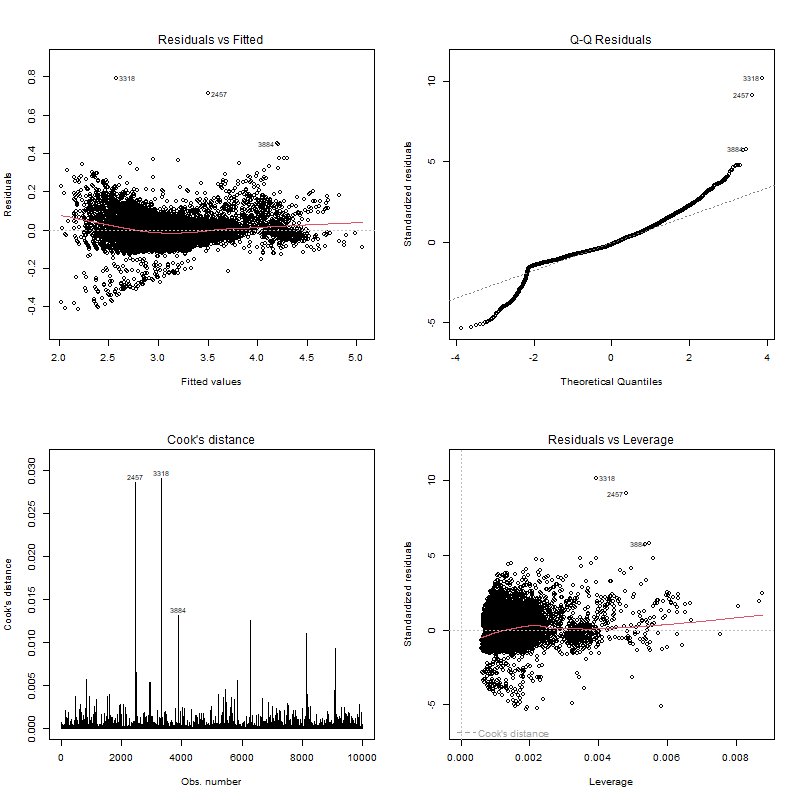 Residuals vs Fitted
Residuals
-0.4
-0.2
0.0
0.2
0.4
0.6
0.8
3318
2457
3884
2.0 2.5 3.0 3.5 4.0 4.5 5.0
Fitted values
Q-Q Residuals
Standardized residuals
-5
0
5
10
3318
2457
3884
-4 -2 0 2 4
Theoretical Quantiles
Cook's distance
Cook's distance
0.000
0.005
0.010
0.015
0.020
0.025
0.030
2457
3318
3884
0 2000 4000 6000 8000 10000
Obs. number
Residuals vs Leverage
Standardized residuals
-5
0
5
10
3318
2457
3884
Cook's distance
0.000 0.002 0.004 0.006 0.008
Leverage